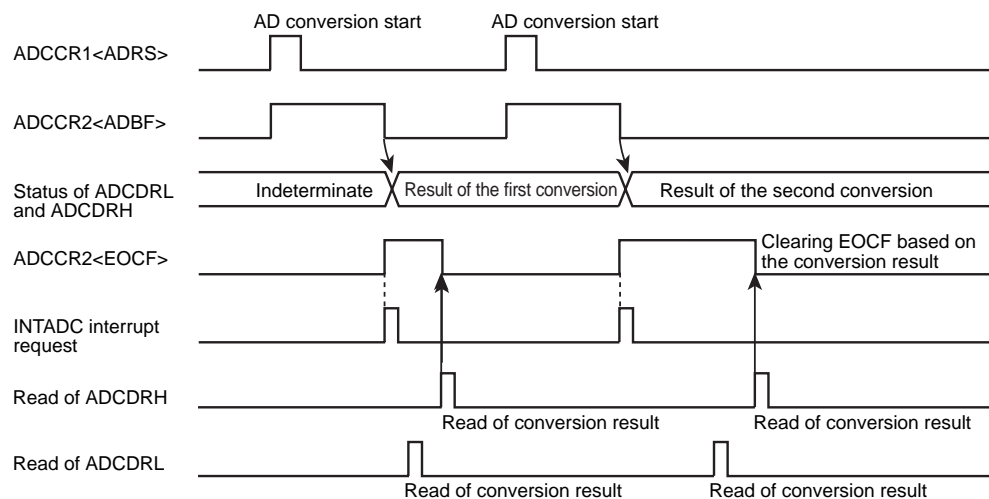 AD conversion start
AD conversion start
ADCCR1<ADRS>
ADCCR2<ADBF>
Status of ADCDRL
and ADCDRH
Indeterminate
Result of the first conversion
Result of the second conversion
ADCCR2<EOCF>
Clearing EOCF based on
the conversion result
INTADC interrupt
request
Read of ADCDRH
Read of conversion result
Read of conversion result
Read of ADCDRL
Read of conversion result
Read of conversion result